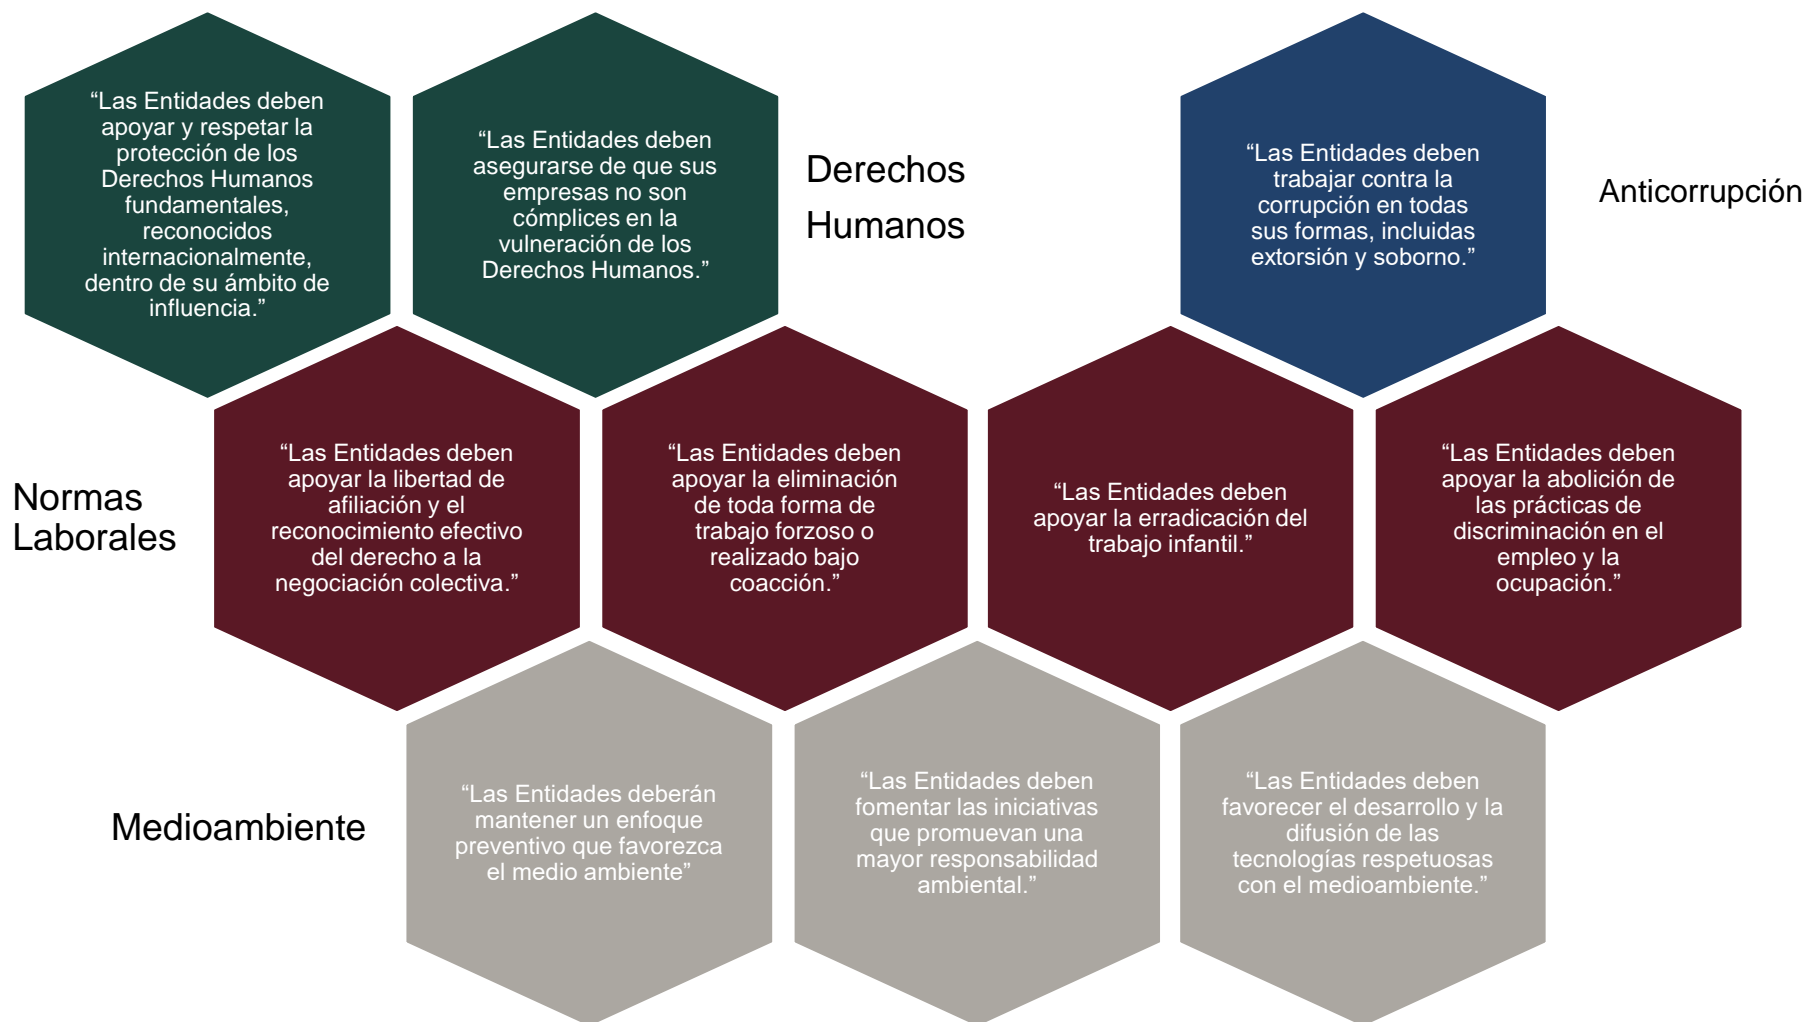 “Las Entidades deben
apoyar y respetar la
protección de los
Derechos Humanos
fundamentales,
reconocidos
internacionalmente,
dentro de su ámbito de
influencia.”
“Las Entidades deben
asegurarse de que sus
empresas no son
cómplices en la
vulneración de los
Derechos Humanos.”
Derechos
Humanos
“Las Entidades deben
trabajar contra la
corrupción en todas
sus formas, incluidas
extorsión y soborno.”
Anticorrupción
Normas
Laborales
“Las Entidades deben
apoyar la libertad de
afiliación y el
reconocimiento efectivo
del derecho a la
negociación colectiva.”
“Las Entidades deben
apoyar la eliminación
de toda forma de
trabajo forzoso o
realizado bajo
coacción.”
“Las Entidades deben
apoyar la erradicación del
trabajo infantil.”
“Las Entidades deben
apoyar la abolición de
las prácticas de
discriminación en el
empleo y la
ocupación.”
Medioambiente
“Las Entidades deberán
mantener un enfoque
preventivo que favorezca
el medio ambiente”
“Las Entidades deben
fomentar las iniciativas
que promuevan una
mayor responsabilidad
ambiental.”
“Las Entidades deben
favorecer el desarrollo y la
difusión de las
tecnologías respetuosas
con el medioambiente.”